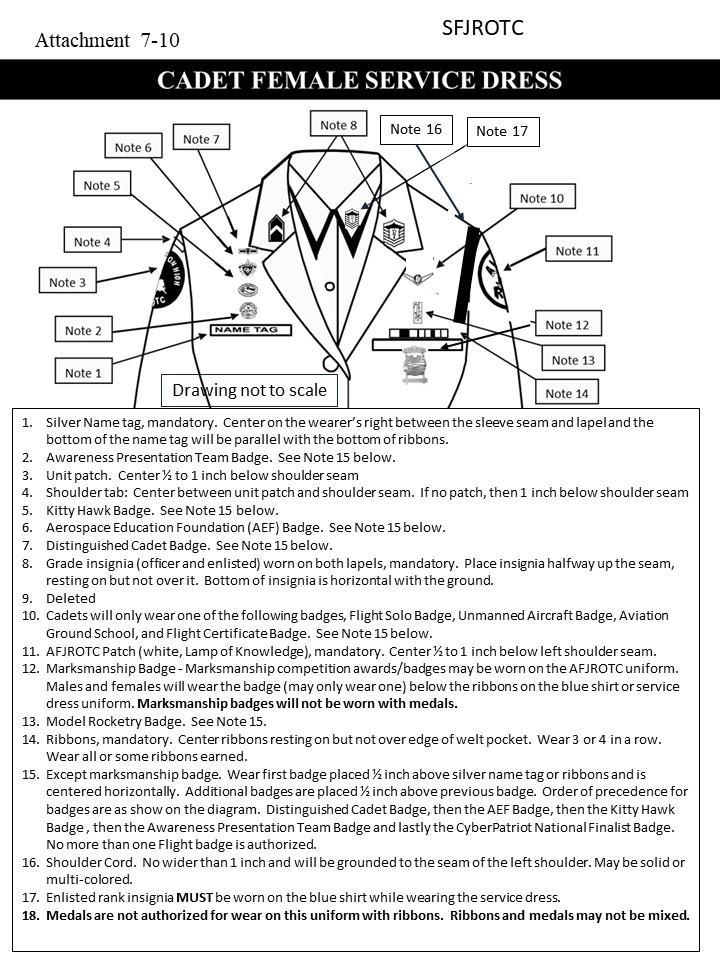 SFJROTC
Attachment 7-10
CADET FEMALE SERVICE DRESS
Note 8
Note 16
Note 17
Note 7
Note 6
Note 5
Note 10
Note 4
Note 11
Note 3
ON HIGH
OTC
Note 2
NAME TAG
Note 12
Note 1
Note 13
Drawing not to scale
Note 14
1. Silver Name tag, mandatory. Center on the wearer's right between the sleeve seam and lapel and the
bottom of the name tag will be parallel with the bottom of ribbons.
2. Awareness Presentation Team Badge. See Note 15 below.
3. Unit patch. Center ½ to 1 inch below shoulder seam
4. Shoulder tab: Center between unit patch and shoulder seam. If no patch, then 1 inch below shoulder seam
5. Kitty Hawk Badge. See Note 15 below.
6. Aerospace Education Foundation (AEF) Badge. See Note 15 below.
7. Distinguished Cadet Badge. See Note 15 below.
8. Grade insignia (officer and enlisted) worn on both lapels, mandatory. Place insignia halfway up the seam,
resting on but not over it. Bottom of insignia is horizontal with the ground.
9. Deleted
10. Cadets will only wear one of the following badges, Flight Solo Badge, Unmanned Aircraft Badge, Aviation
Ground School, and Flight Certificate Badge. See Note 15 below.
11. AFJROTC Patch (white, Lamp of Knowledge), mandatory. Center ½ to 1 inch below left shoulder seam.
12. Marksmanship Badge - Marksmanship competition awards/badges may be worn on the AFJROTC uniform.
Males and females will wear the badge (may only wear one) below the ribbons on the blue shirt or service
dress uniform. Marksmanship badges will not be worn with medals.
13. Model Rocketry Badge. See Note 15.
14. Ribbons, mandatory. Center ribbons resting on but not over edge of welt pocket. Wear 3 or 4 in a row.
Wear all or some ribbons earned.
15. Except marksmanship badge. Wear first badge placed ½ inch above silver name tag or ribbons and is
centered horizontally. Additional badges are placed ½ inch above previous badge. Order of precedence for
badges are as show on the diagram. Distinguished Cadet Badge, then the AEF Badge, then the Kitty Hawk
Badge , then the Awareness Presentation Team Badge and lastly the CyberPatriot National Finalist Badge.
No more than one Flight badge is authorized.
16. Shoulder Cord. No wider than 1 inch and will be grounded to the seam of the left shoulder. May be solid or
multi-colored.
17. Enlisted rank insignia MUST be worn on the blue shirt while wearing the service dress.
18. Medals are not authorized for wear on this uniform with ribbons. Ribbons and medals may not be mixed.